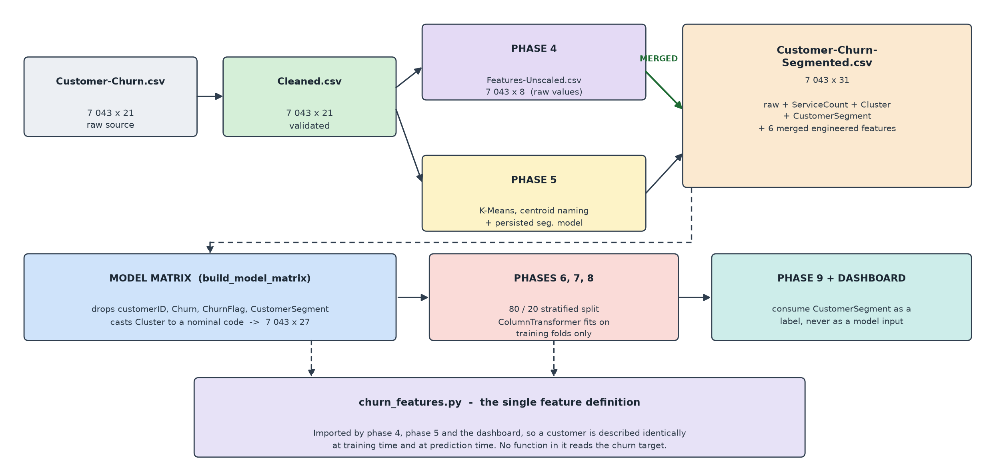 Customer-Churn.csv
7 043 x 21
raw source
Cleaned.csv
7 043 x 21
validated
PHASE 4
Features-Unscaled.csv
7 043 x 8  (raw values)
MERGED
Customer-Churn-
Segmented.csv
7 043 x 31
raw + ServiceCount + Cluster
+ CustomerSegment
+ 6 merged engineered features
PHASE 5
K-Means, centroid naming
+ persisted seg. model
MODEL MATRIX  (build_model_matrix)
drops customerID, Churn, ChurnFlag, CustomerSegment
casts Cluster to a nominal code  ->  7 043 x 27
PHASES 6, 7, 8
80 / 20 stratified split
ColumnTransformer fits on
training folds only
PHASE 9 + DASHBOARD
consume CustomerSegment as a
label, never as a model input
churn_features.py  -  the single feature definition
Imported by phase 4, phase 5 and the dashboard, so a customer is described identically
at training time and at prediction time. No function in it reads the churn target.